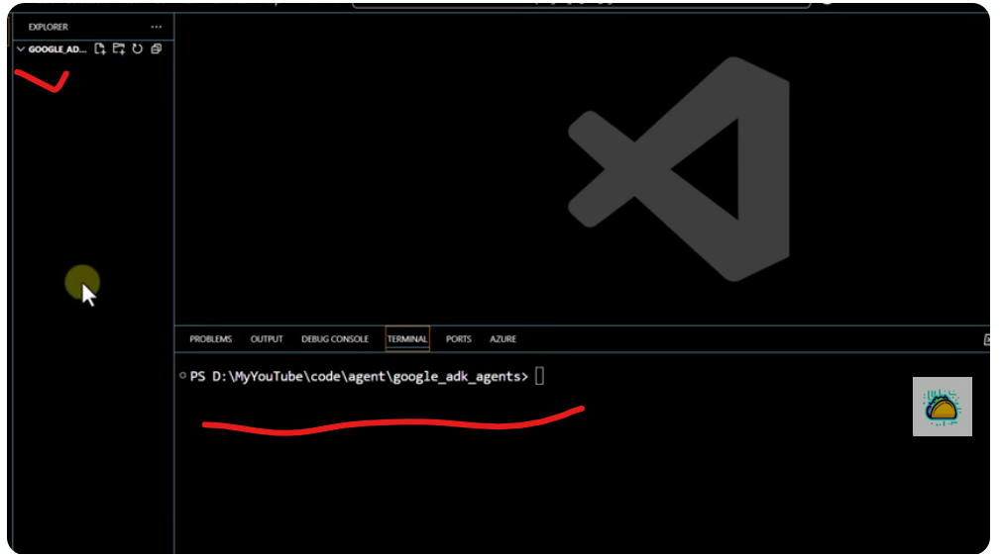 EXPLORER ...
GOOGLE_AD...
PROBLEMS OUTPUT DEBUG CONSOLE TERMINAL PORTS AZURE
PS D:\MyYouTube\code\agent\google_adk_agents>